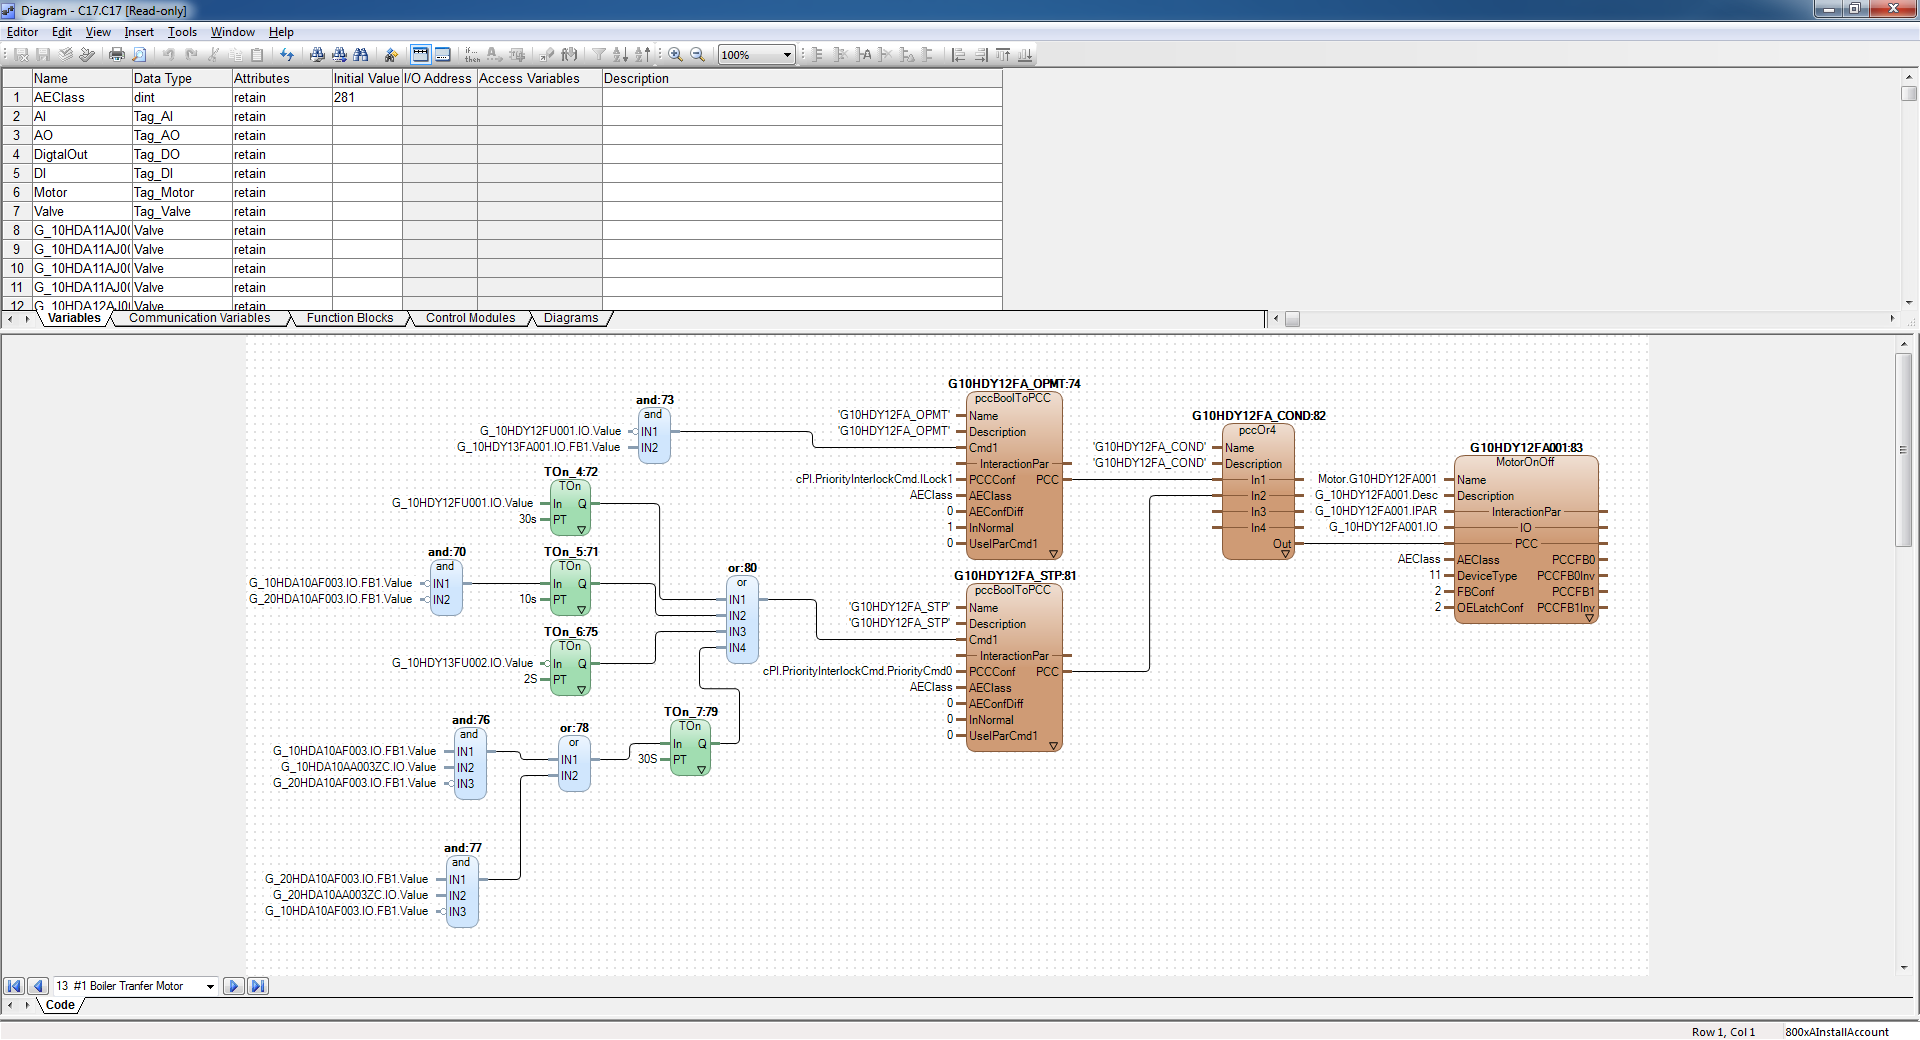 Diagram - C17.C17 [Read-only]
Editor Edit View Insert Tools Window Help
100%
Name Data Type Attributes Initial Value I/O Address Access Variables Description
1 AEClass dint retain 281
2 AI Tag_AI retain
3 AO Tag_AO retain
4 DigtalOut Tag_DO retain
5 DI Tag_DI retain
6 Motor Tag_Motor retain
7 Valve Tag_Valve retain
8 G_10HDA11AJ0 Valve retain
9 G_10HDA11AJ0 Valve retain
10 G_10HDA11AJ0 Valve retain
11 G_10HDA11AJ0 Valve retain
12 G_10HDA12AJ0 Valve retain
Variables Communication Variables Function Blocks Control Modules Diagrams
and:73
and
G_10HDY12FU001.IO.Value IN1
G_10HDY13FA001.IO.FB1.Value IN2
TOn_4:72
TOn
G_10HDY12FU001.IO.Value In Q
30s PT
and:70
and
G_10HDA10AF003.IO.FB1.Value IN1
G_20HDA10AF003.IO.FB1.Value IN2
TOn_5:71
TOn
In Q
10s PT
TOn_6:75
TOn
G_10HDY13FU002.IO.Value In Q
2S PT
or:80
or
IN1
IN2
IN3
IN4
and:76
and
G_10HDA10AF003.IO.FB1.Value IN1
G_10HDA10AA003ZC.IO.Value IN2
G_20HDA10AF003.IO.FB1.Value IN3
or:78
or
IN1
IN2
TOn_7:79
TOn
In Q
30S PT
and:77
and
G_20HDA10AF003.IO.FB1.Value IN1
G_20HDA10AA003ZC.IO.Value IN2
G_10HDA10AF003.IO.FB1.Value IN3
G10HDY12FA_OPMT:74
pccBoolToPCC
'G10HDY12FA_OPMT' Name
'G10HDY12FA_OPMT' Description
Cmd1
InteractionPar
cPI.PriorityInterlockCmd.ILock1 PCCConf PCC
AEClass AEClass
0 AEConfDiff
1 InNormal
0 UseIParCmd1
G10HDY12FA_STP:81
pccBoolToPCC
'G10HDY12FA_STP' Name
'G10HDY12FA_STP' Description
Cmd1
InteractionPar
cPI.PriorityInterlockCmd.PriorityCmd0 PCCConf PCC
AEClass AEClass
0 AEConfDiff
0 InNormal
0 UseIParCmd1
G10HDY12FA_COND:82
pccOr4
'G10HDY12FA_COND' Name
'G10HDY12FA_COND' Description
In1
In2
In3
In4
Out
G10HDY12FA001:83
MotorOnOff
Motor.G10HDY12FA001 Name
G_10HDY12FA001.Desc Description
G_10HDY12FA001.IPAR InteractionPar
G_10HDY12FA001.IO IO
PCC
AEClass AEClass PCCFB0
11 DeviceType PCCFB0Inv
2 FBConf PCCFB1
2 OELatchConf PCCFB1Inv
13 #1 Boiler Tranfer Motor
Code
Row 1, Col 1 800xAInstallAccount